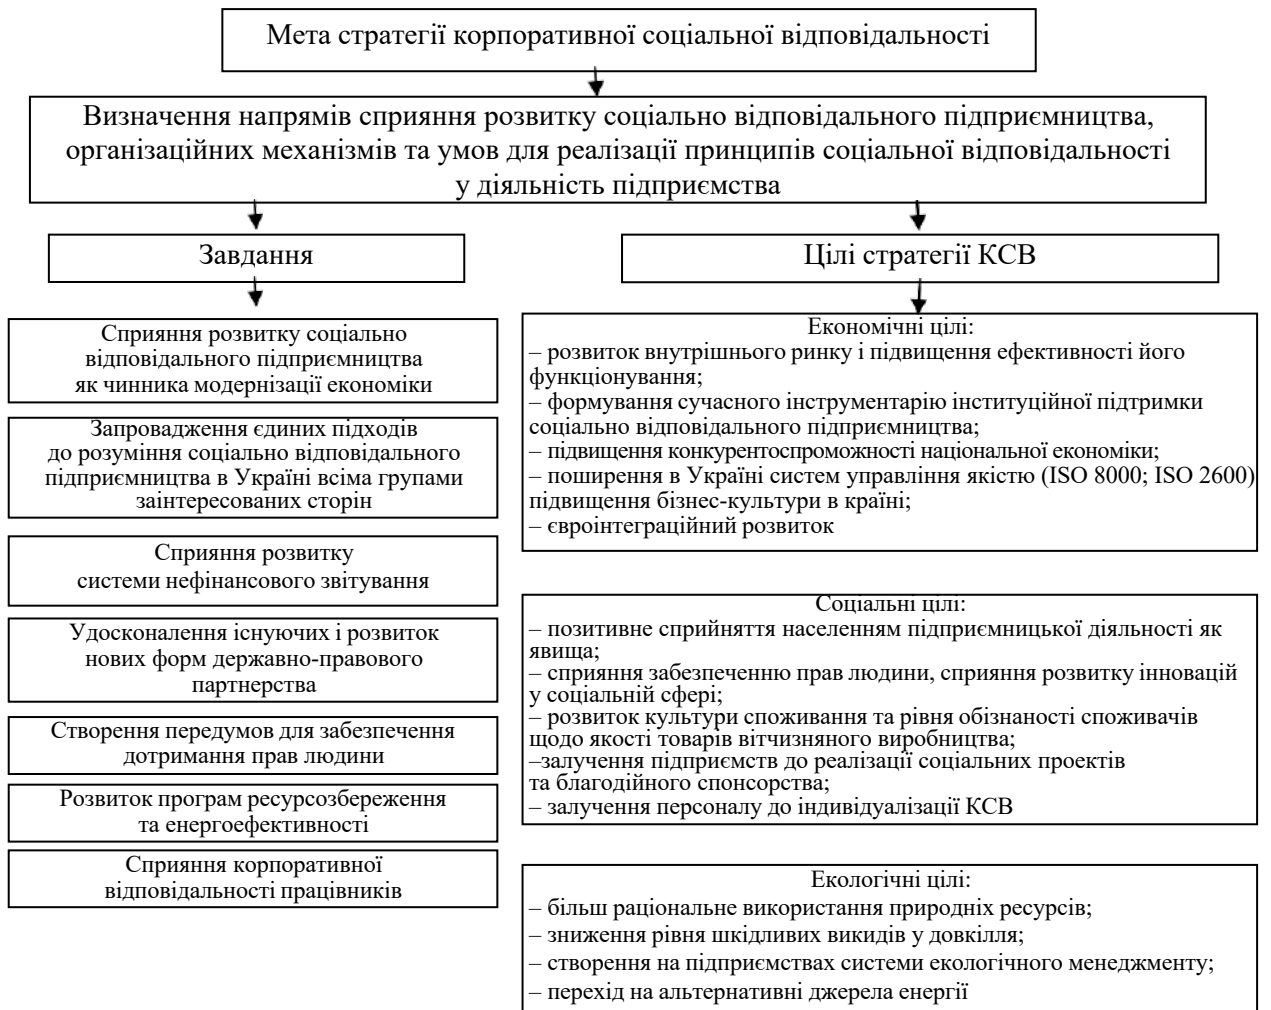 Мета стратегії корпоративної соціальної відповідальності
Визначення напрямів сприяння розвитку соціально відповідального підприємництва,
організаційних механізмів та умов для реалізації принципів соціальної відповідальності
у діяльність підприємства
Завдання
Сприяння розвитку соціально
відповідального підприємництва
як чинника модернізації економіки
Запровадження єдиних підходів
до розуміння соціально відповідального
підприємництва в Україні всіма групами
заінтересованих сторін
Сприяння розвитку
системи нефінансового звітування
Удосконалення існуючих і розвиток
нових форм державно-правового
партнерства
Створення передумов для забезпечення
дотримання прав людини
Розвиток програм ресурсозбереження
та енергоефективності
Сприяння корпоративної
відповідальності працівників
Цілі стратегії КСВ
Економічні цілі:
– розвиток внутрішнього ринку і підвищення ефективності його
функціонування;
– формування сучасного інструментарію інституційної підтримки
соціально відповідального підприємництва;
– підвищення конкурентоспроможності національної економіки;
– поширення в Україні систем управління якістю (ISO 8000; ISO 2600)
підвищення бізнес-культури в країні;
– євроінтеграційний розвиток
Соціальні цілі:
– позитивне сприйняття населенням підприємницької діяльності як
явища;
– сприяння забезпеченню прав людини, сприяння розвитку інновацій
у соціальній сфері;
– розвиток культури споживання та рівня обізнаності споживачів
щодо якості товарів вітчизняного виробництва;
–залучення підприємств до реалізації соціальних проектів
та благодійного спонсорства;
– залучення персоналу до індивідуалізації КСВ
Екологічні цілі:
– більш раціональне використання природніх ресурсів;
– зниження рівня шкідливих викидів у довкілля;
– створення на підприємствах системи екологічного менеджменту;
– перехід на альтернативні джерела енергії